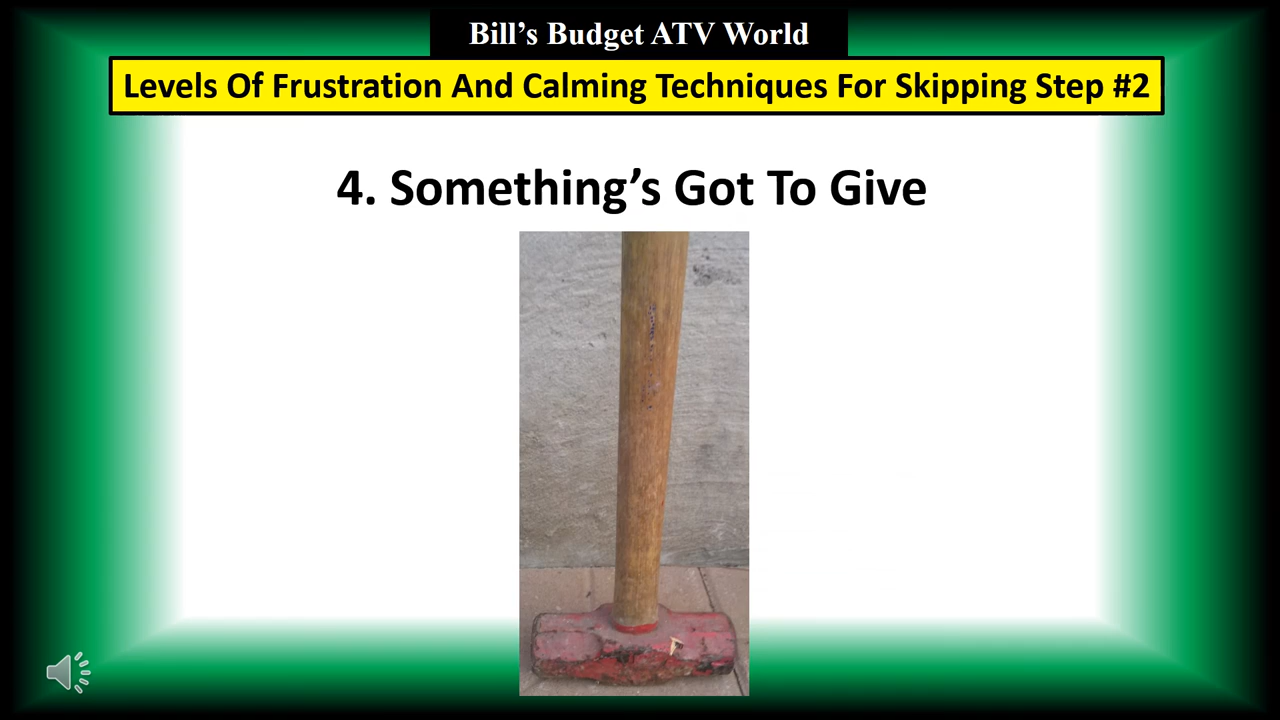 Bill’s Budget ATV World
Levels Of Frustration And Calming Techniques For Skipping Step #2
4. Something’s Got To Give